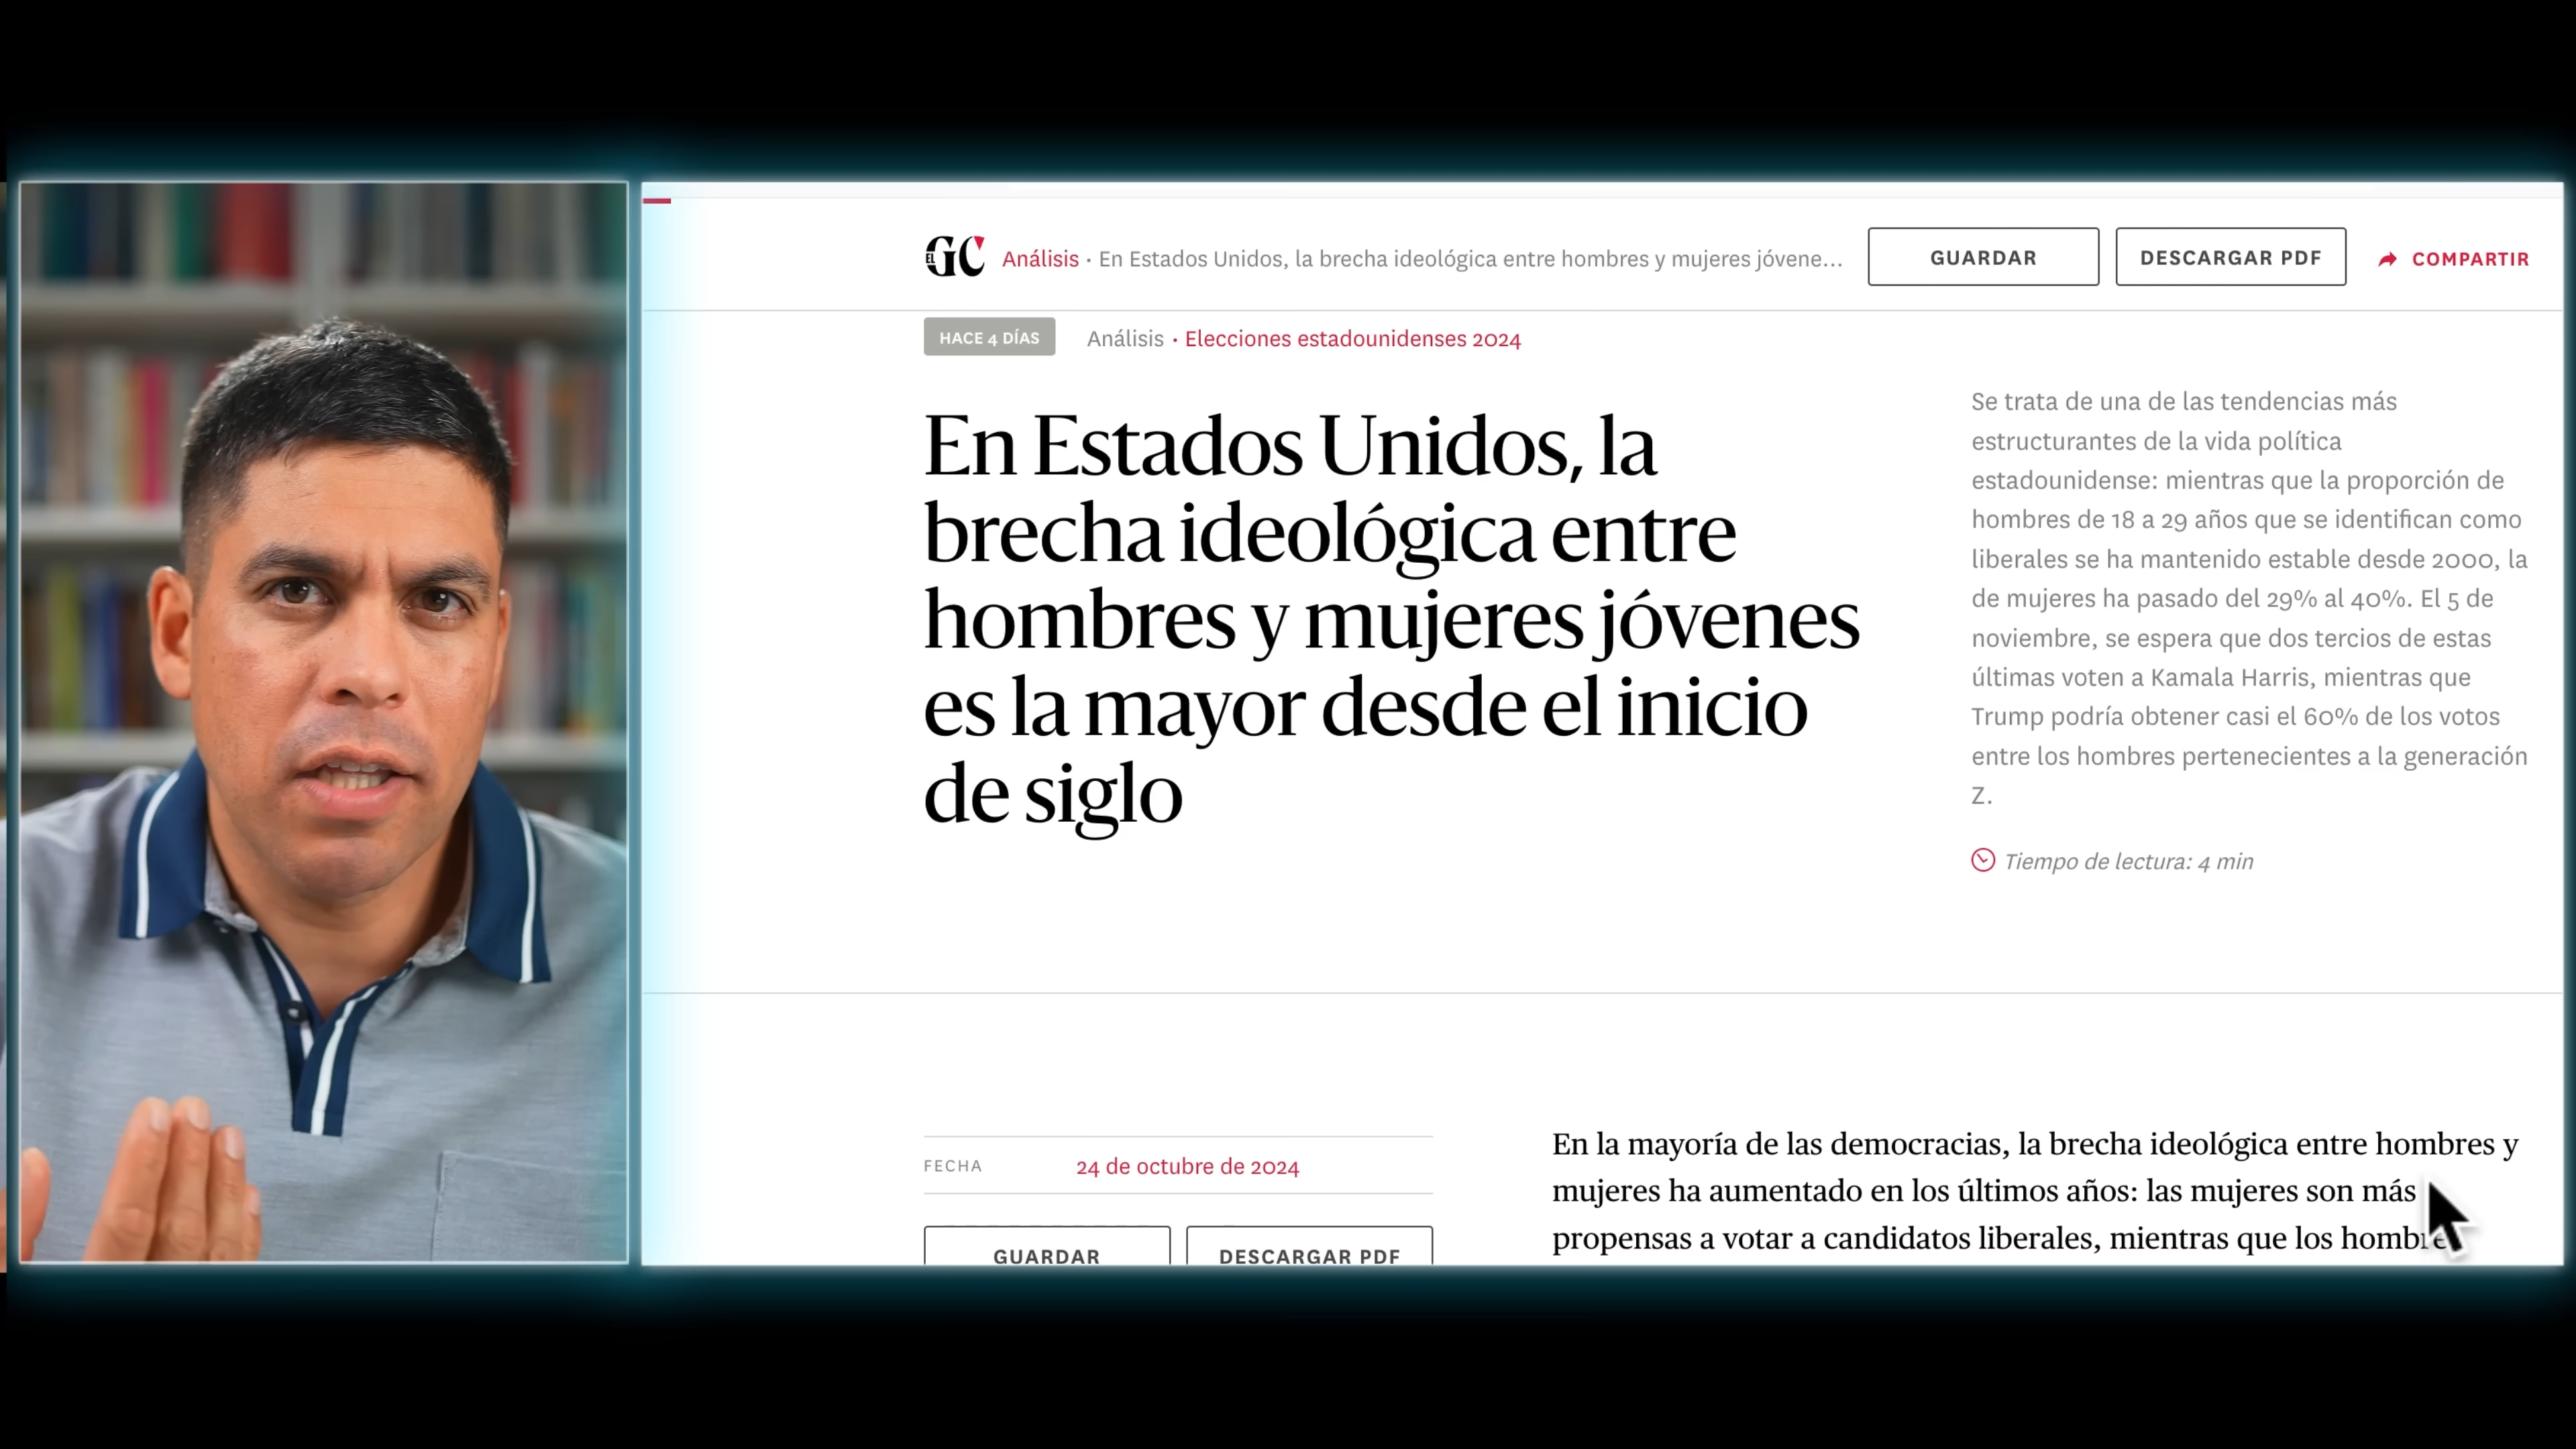 EL GC Análisis · En Estados Unidos, la brecha ideológica entre hombres y mujeres jóvene... GUARDAR DESCARGAR PDF COMPARTIR
HACE 4 DÍAS Análisis · Elecciones estadounidenses 2024
En Estados Unidos, la
brecha ideológica entre
hombres y mujeres jóvenes
es la mayor desde el inicio
de siglo
Se trata de una de las tendencias más
estructurantes de la vida política
estadounidense: mientras que la proporción de
hombres de 18 a 29 años que se identifican como
liberales se ha mantenido estable desde 2000, la
de mujeres ha pasado del 29% al 40%. El 5 de
noviembre, se espera que dos tercios de estas
últimas voten a Kamala Harris, mientras que
Trump podría obtener casi el 60% de los votos
entre los hombres pertenecientes a la generación
Z.
Tiempo de lectura: 4 min
FECHA 24 de octubre de 2024
GUARDAR DESCARGAR PDF
En la mayoría de las democracias, la brecha ideológica entre hombres y
mujeres ha aumentado en los últimos años: las mujeres son más
propensas a votar a candidatos liberales, mientras que los